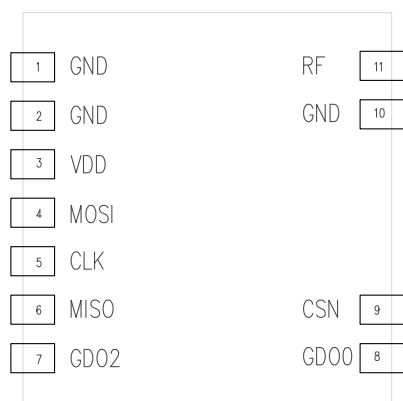 1 GND RF 11
2 GND GND 10
3 VDD
4 MOSI
5 CLK
6 MISO CSN 9
7 GDO2 GDO0 8